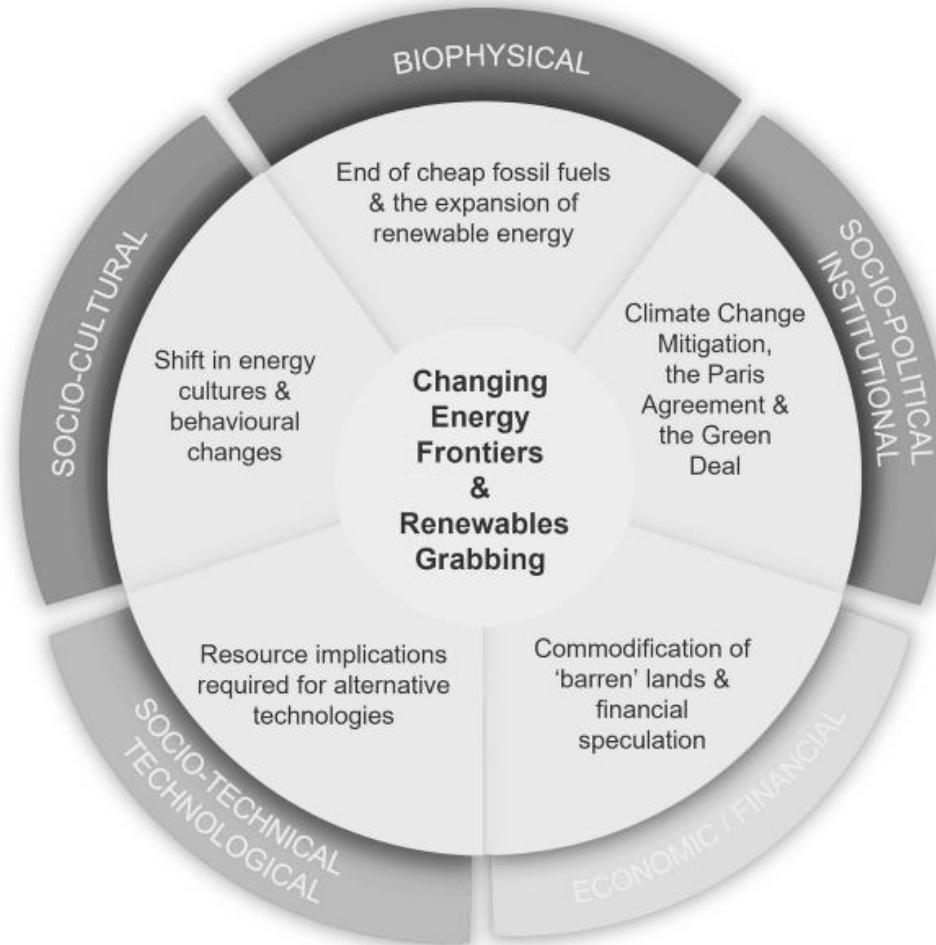 BIOPHYSICAL
End of cheap fossil fuels
& the expansion of
renewable energy
SOCIO-POLITICAL
INSTITUTIONAL
Climate Change
Mitigation,
the Paris
Agreement &
the Green
Deal
ECONOMIC / FINANCIAL
Commodification of
‘barren’ lands &
financial
speculation
SOCIO-TECHNICAL
TECHNOLOGICAL
Resource implications
required for alternative
technologies
SOCIO-CULTURAL
Shift in energy
cultures &
behavioural
changes
Changing
Energy
Frontiers
&
Renewables
Grabbing